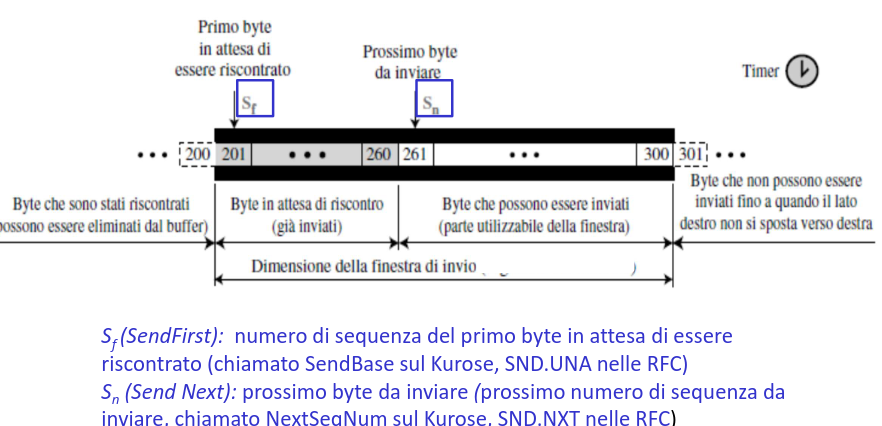 Primo byte
in attesa di
essere riscontrato
Prossimo byte
da inviare
Timer
Sf
Sn
••• 200 201 ••• 260 261 ••• 300 301 •••
Byte che sono stati riscontrati
possono essere eliminati dal buffer)
Byte in attesa di riscontro
(già inviati)
Byte che possono essere inviati
(parte utilizzabile della finestra)
Byte che non possono essere
inviati fino a quando il lato
destro non si sposta verso destra
Dimensione della finestra di invio )
Sf (SendFirst): numero di sequenza del primo byte in attesa di essere
riscontrato (chiamato SendBase sul Kurose, SND.UNA nelle RFC)
Sn (Send Next): prossimo byte da inviare (prossimo numero di sequenza da
inviare, chiamato NextSeqNum sul Kurose, SND.NXT nelle RFC)